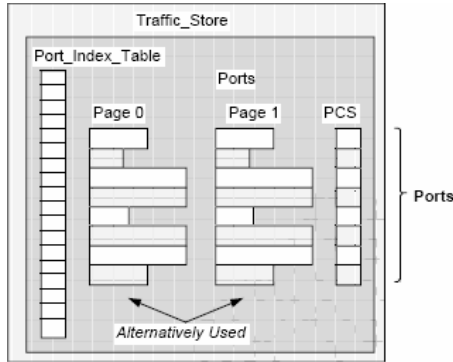 Traffic_Store
Port_Index_Table
Ports
Page 0
Page 1
PCS
Ports
Alternatively Used